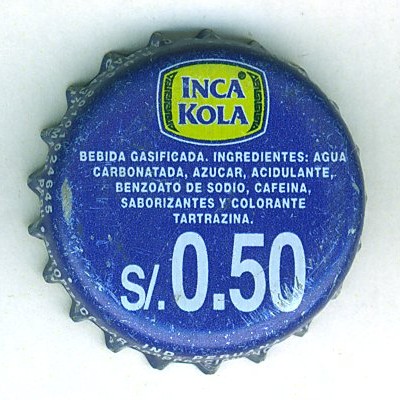 INCA
KOLA
BEBIDA GASIFICADA. INGREDIENTES: AGUA
CARBONATADA, AZUCAR, ACIDULANTE,
BENZOATO DE SODIO, CAFEINA,
SABORIZANTES Y COLORANTE
TARTRAZINA.
S/. 0.50